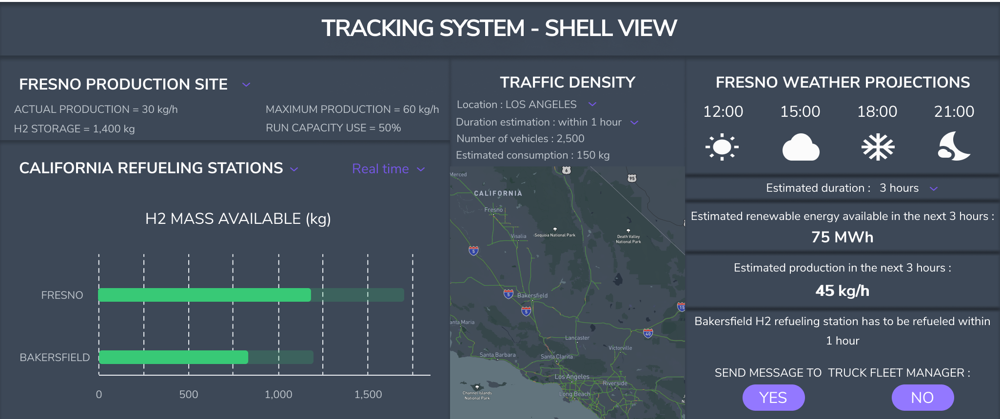 TRACKING SYSTEM - SHELL VIEW
FRESNO PRODUCTION SITE
ACTUAL PRODUCTION = 30 kg/h
MAXIMUM PRODUCTION = 60 kg/h
H2 STORAGE = 1,400 kg
RUN CAPACITY USE = 50%
CALIFORNIA REFUELING STATIONS
Real time
H2 MASS AVAILABLE (kg)
FRESNO
BAKERSFIELD
0
500
1,000
1,500
TRAFFIC DENSITY
Location : LOS ANGELES
Duration estimation : within 1 hour
Number of vehicles : 2,500
Estimated consumption : 150 kg
6
Merced
95
CALIFORNIA
Fresno
Sequoia National Park
Visalia
Death Valley
National Park
5
5
Bakersfield
5
15
anta Maria
40
Lancaster
Victorville
Santa Barbara
Santa Clarita
Los Angeles
Riverside
Channel Islands
National Park
Long Beach
FRESNO WEATHER PROJECTIONS
12:00
15:00
18:00
21:00
Estimated duration : 3 hours
Estimated renewable energy available in the next 3 hours :
75 MWh
Estimated production in the next 3 hours :
45 kg/h
Bakersfield H2 refueling station has to be refueled within
1 hour
SEND MESSAGE TO TRUCK FLEET MANAGER :
YES
NO